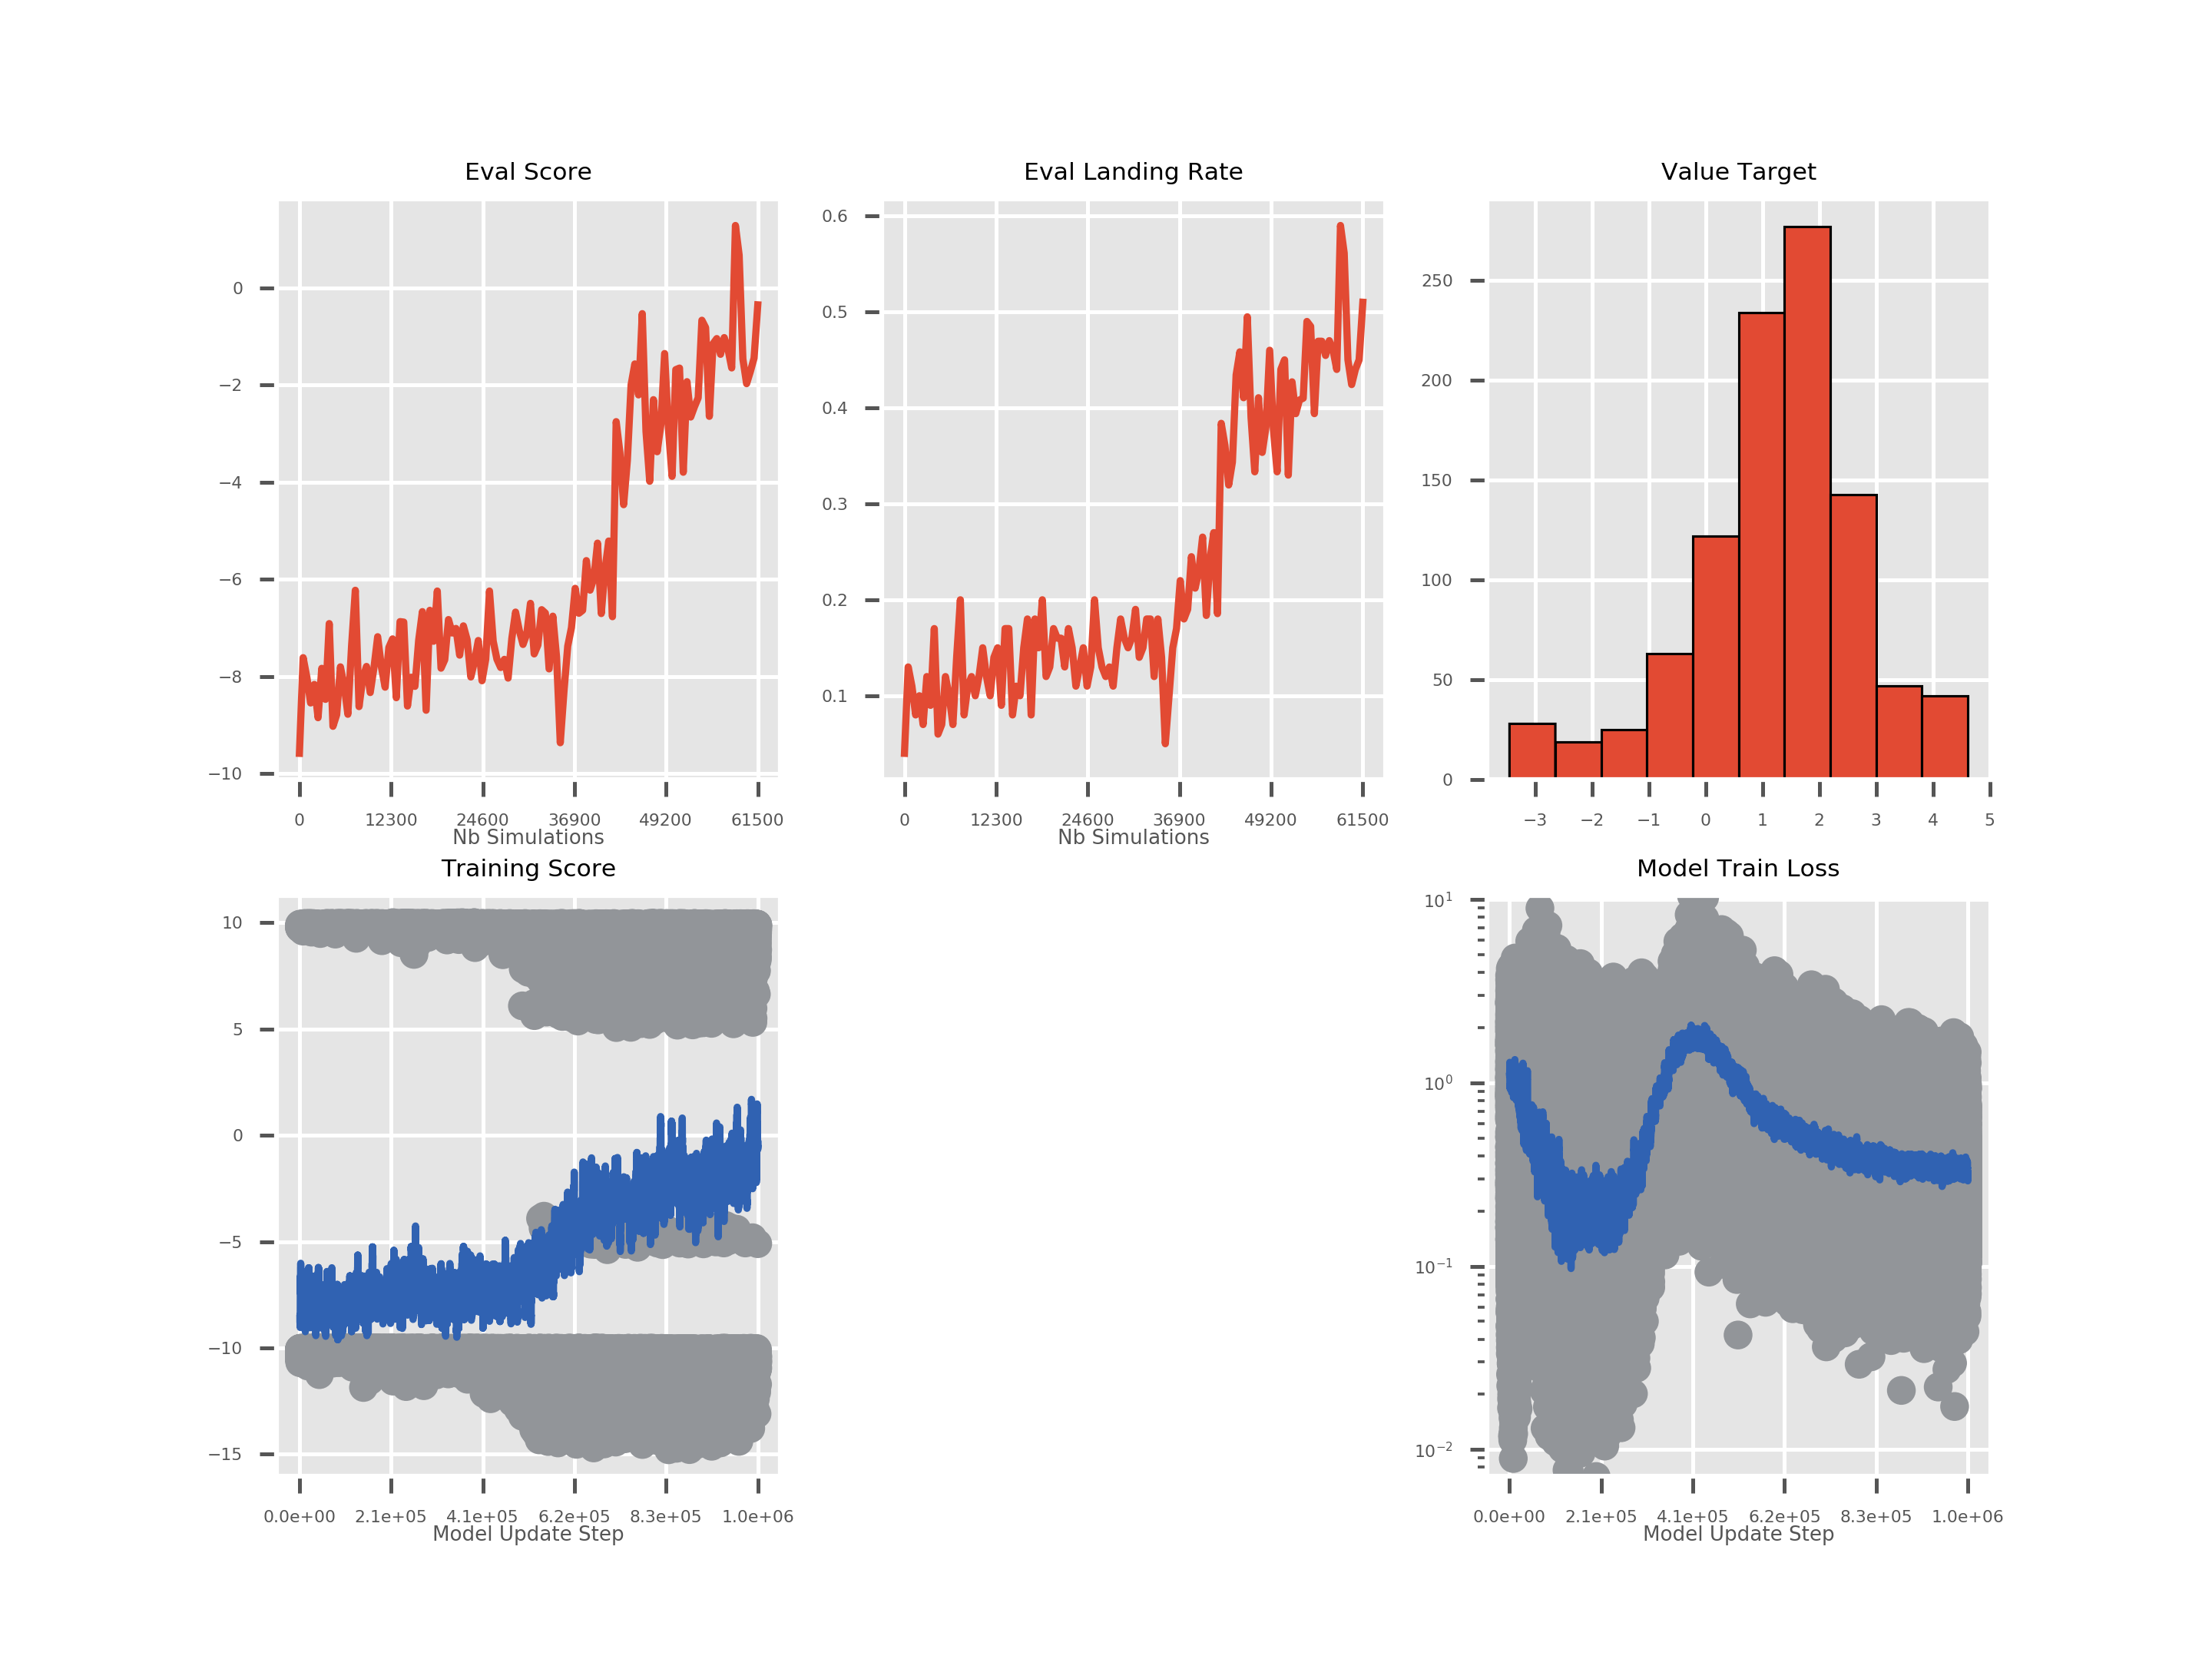 Eval Score
0
−2
−4
−6
−8
−10
0 12300 24600 36900 49200 61500
Nb Simulations
Eval Landing Rate
0.6
0.5
0.4
0.3
0.2
0.1
0 12300 24600 36900 49200 61500
Nb Simulations
Value Target
250
200
150
100
50
0
−3 −2 −1 0 1 2 3 4 5
Training Score
10
5
0
−5
−10
−15
0.0e+00 2.1e+05 4.1e+05 6.2e+05 8.3e+05 1.0e+06
Model Update Step
Model Train Loss
10¹
10⁰
10⁻¹
10⁻²
0.0e+00 2.1e+05 4.1e+05 6.2e+05 8.3e+05 1.0e+06
Model Update Step